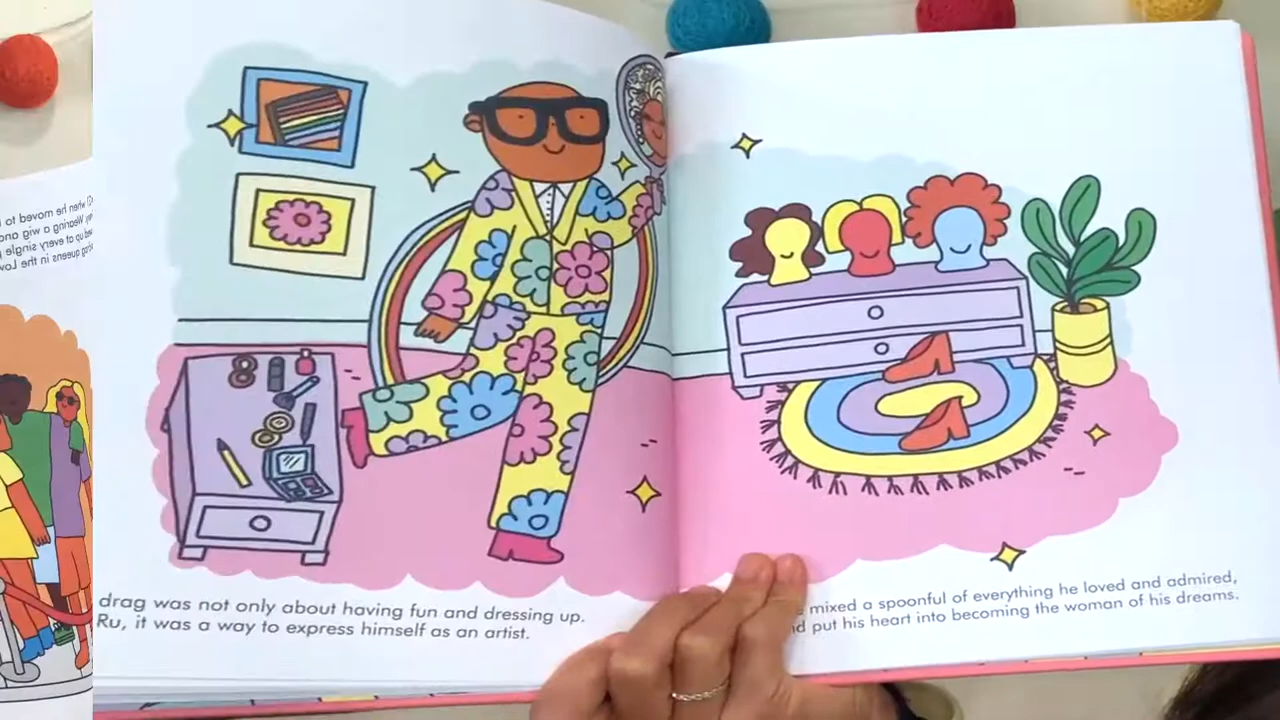 drag was not only about having fun and dressing up.
Ru, it was a way to express himself as an artist.
mixed a spoonful of everything he loved and admired,
put his heart into becoming the woman of his dreams.